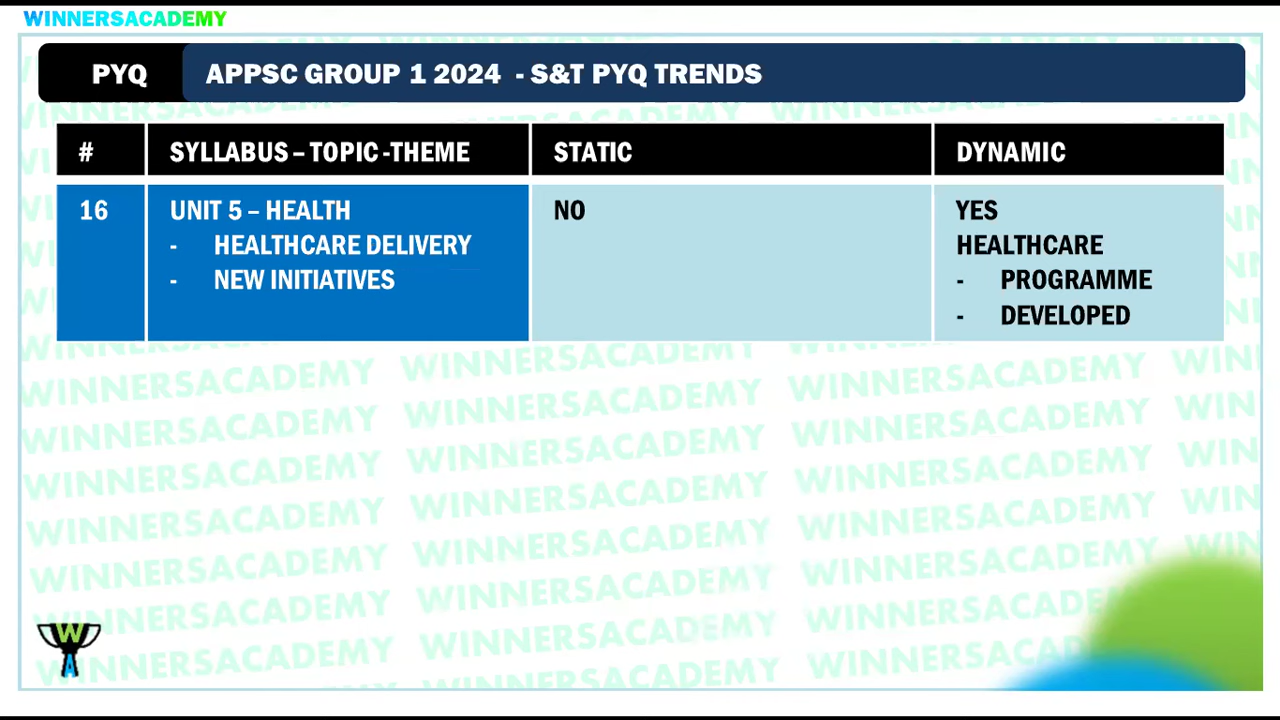 WINNERSACADEMY
PYQ APPSC GROUP 1 2024 - S&T PYQ TRENDS
# SYLLABUS – TOPIC -THEME STATIC DYNAMIC
16 UNIT 5 – HEALTH NO YES
- HEALTHCARE DELIVERY HEALTHCARE
- NEW INITIATIVES - PROGRAMME
- DEVELOPED
WA